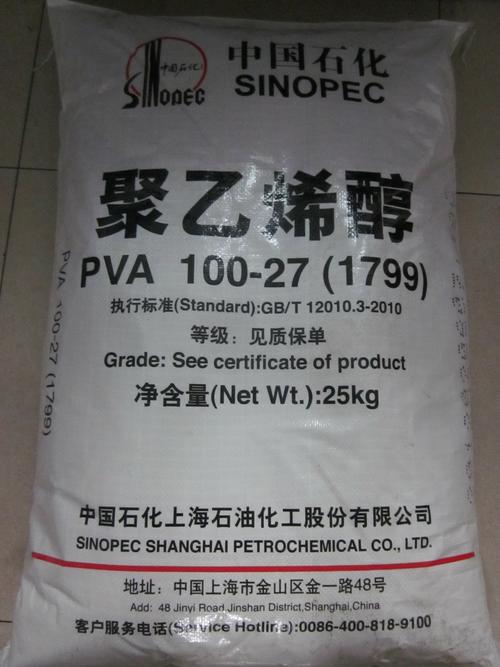 中国石化
SINOPEC
中国石化
SINOPEC
聚乙烯醇
PVA 100-27 (1799)
执行标准(Standard):GB/T 12010.3-2010
等级: 见质保单
Grade: See certificate of product
净含量(Net Wt.):25kg
PVA 100-27 (1799)
中国石化上海石油化工股份有限公司
SINOPEC SHANGHAI PETROCHEMICAL CO., LTD.
地址: 中国上海市金山区金一路48号
Add: 48 Jinyi Road,Jinshan District,Shanghai,China
客户服务电话(Service Hotline):0086-400-818-9100